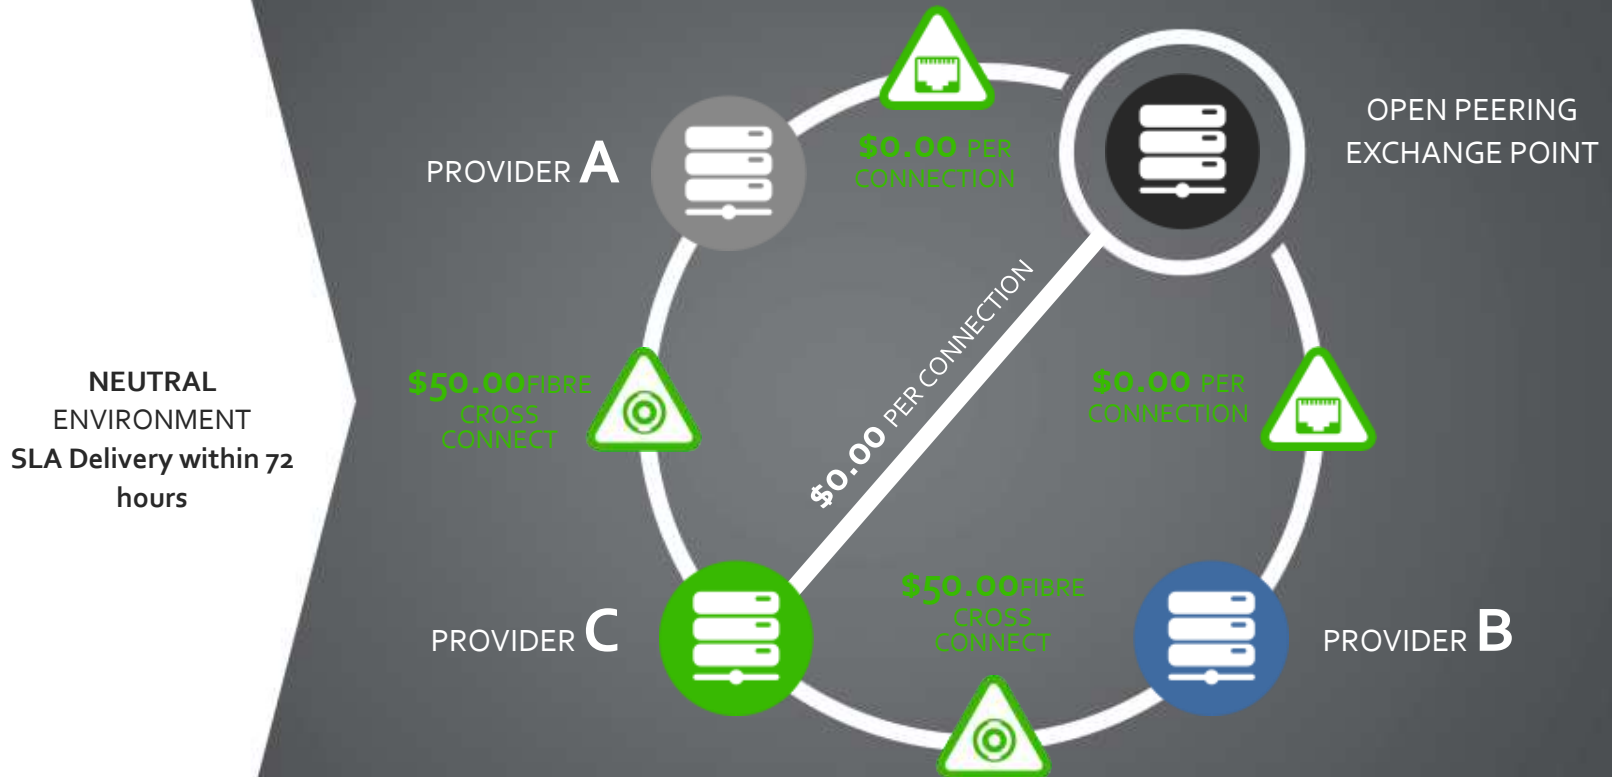 NEUTRAL
ENVIRONMENT
SLA Delivery within 72
hours
PROVIDER A
$0.00 PER
CONNECTION
OPEN PEERING
EXCHANGE POINT
$50.00FIBRE
CROSS
CONNECT
$0.00 PER CONNECTION
$0.00 PER
CONNECTION
PROVIDER C
$50.00FIBRE
CROSS
CONNECT
PROVIDER B